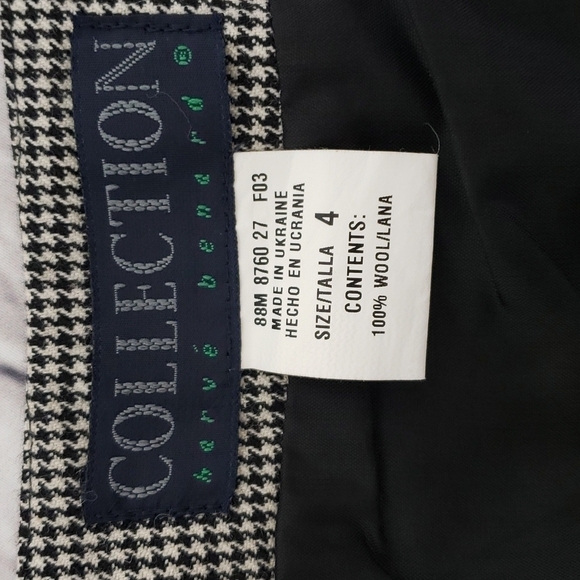 COLLECTION
hervé benard ®
88M 8760 27 F03
MADE IN UKRAINE
HECHO EN UCRANIA
SIZE/TALLA 4
CONTENTS:
100% WOOL/LANA